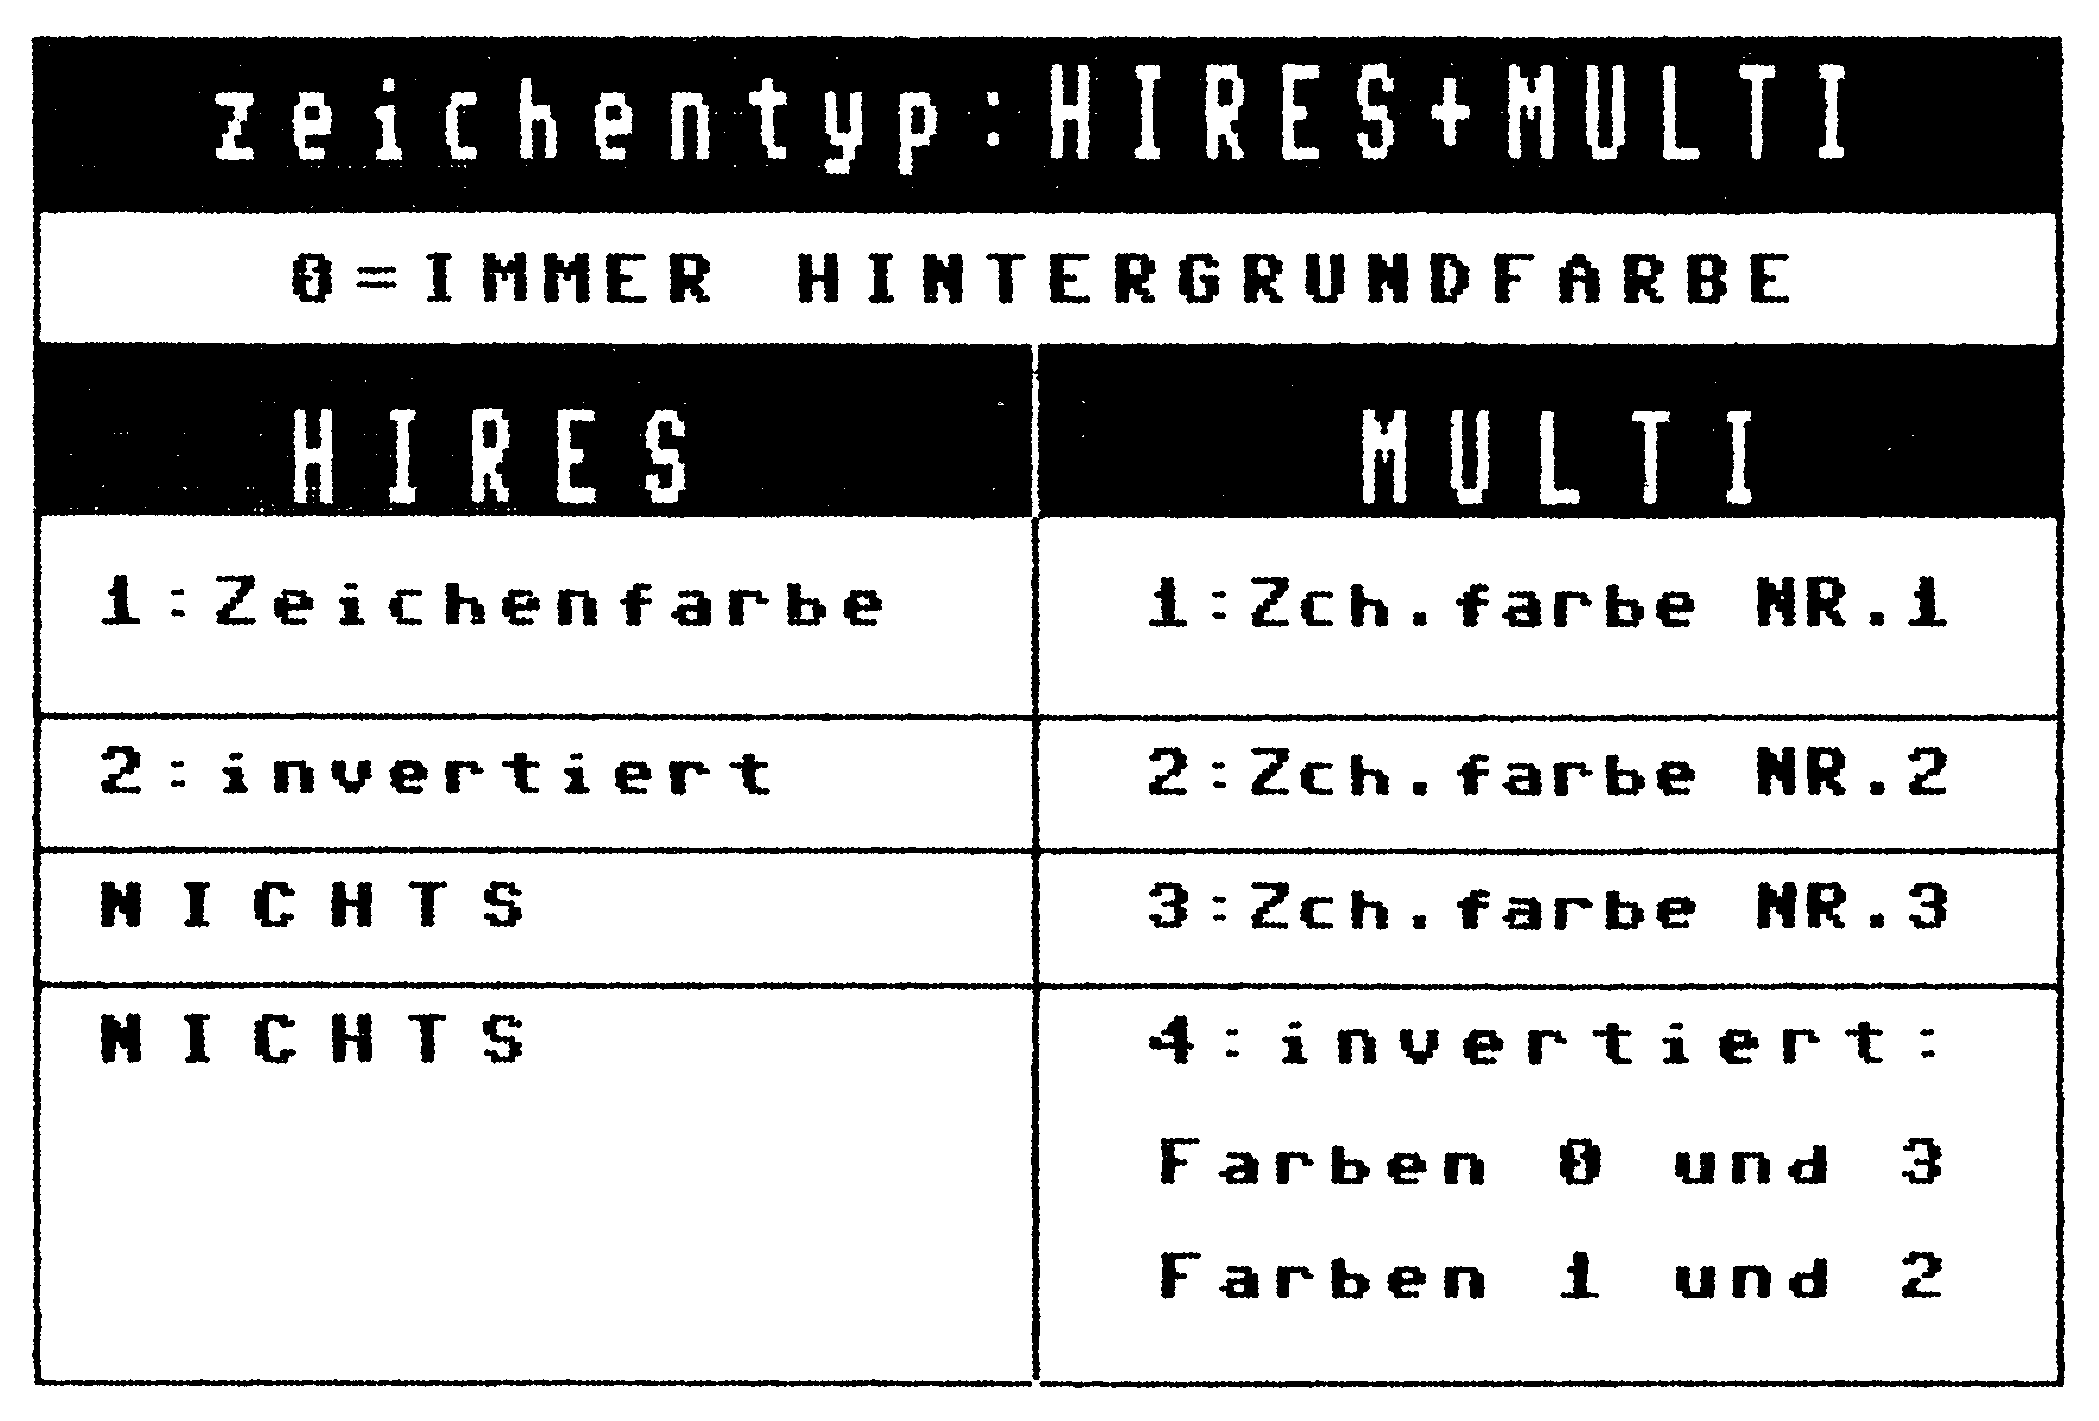 zeichentyp:HIRES+MULTI
0=IMMER HINTERGRUNDFARBE
HIRES
MULTI
1:Zeichenfarbe
1:Zch.farbe NR.1
2:invertiert
2:Zch.farbe NR.2
NICHTS
3:Zch.farbe NR.3
NICHTS
4:invertiert:
Farben 0 und 3
Farben 1 und 2